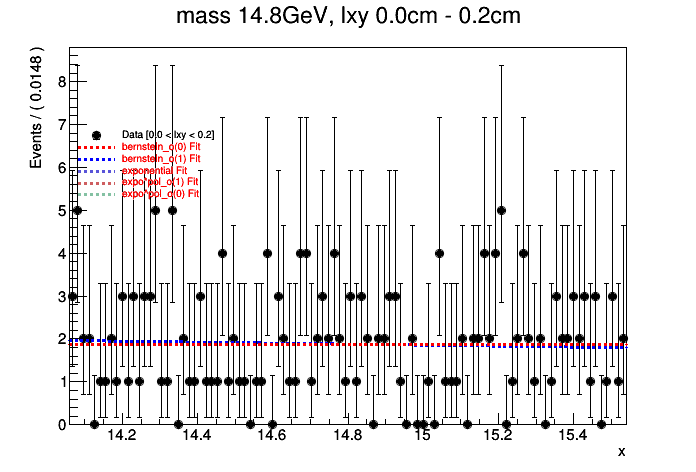 mass 14.8GeV, lxy 0.0cm - 0.2cm
Events / ( 0.0148 )
8
7
6
5
4
3
2
1
0
Data [0.0 < lxy < 0.2]
bernstein_o(0) Fit
bernstein_o(1) Fit
exponential Fit
expo*pol_o(1) Fit
expo*pol_o(0) Fit
14.2 14.4 14.6 14.8 15 15.2 15.4
x